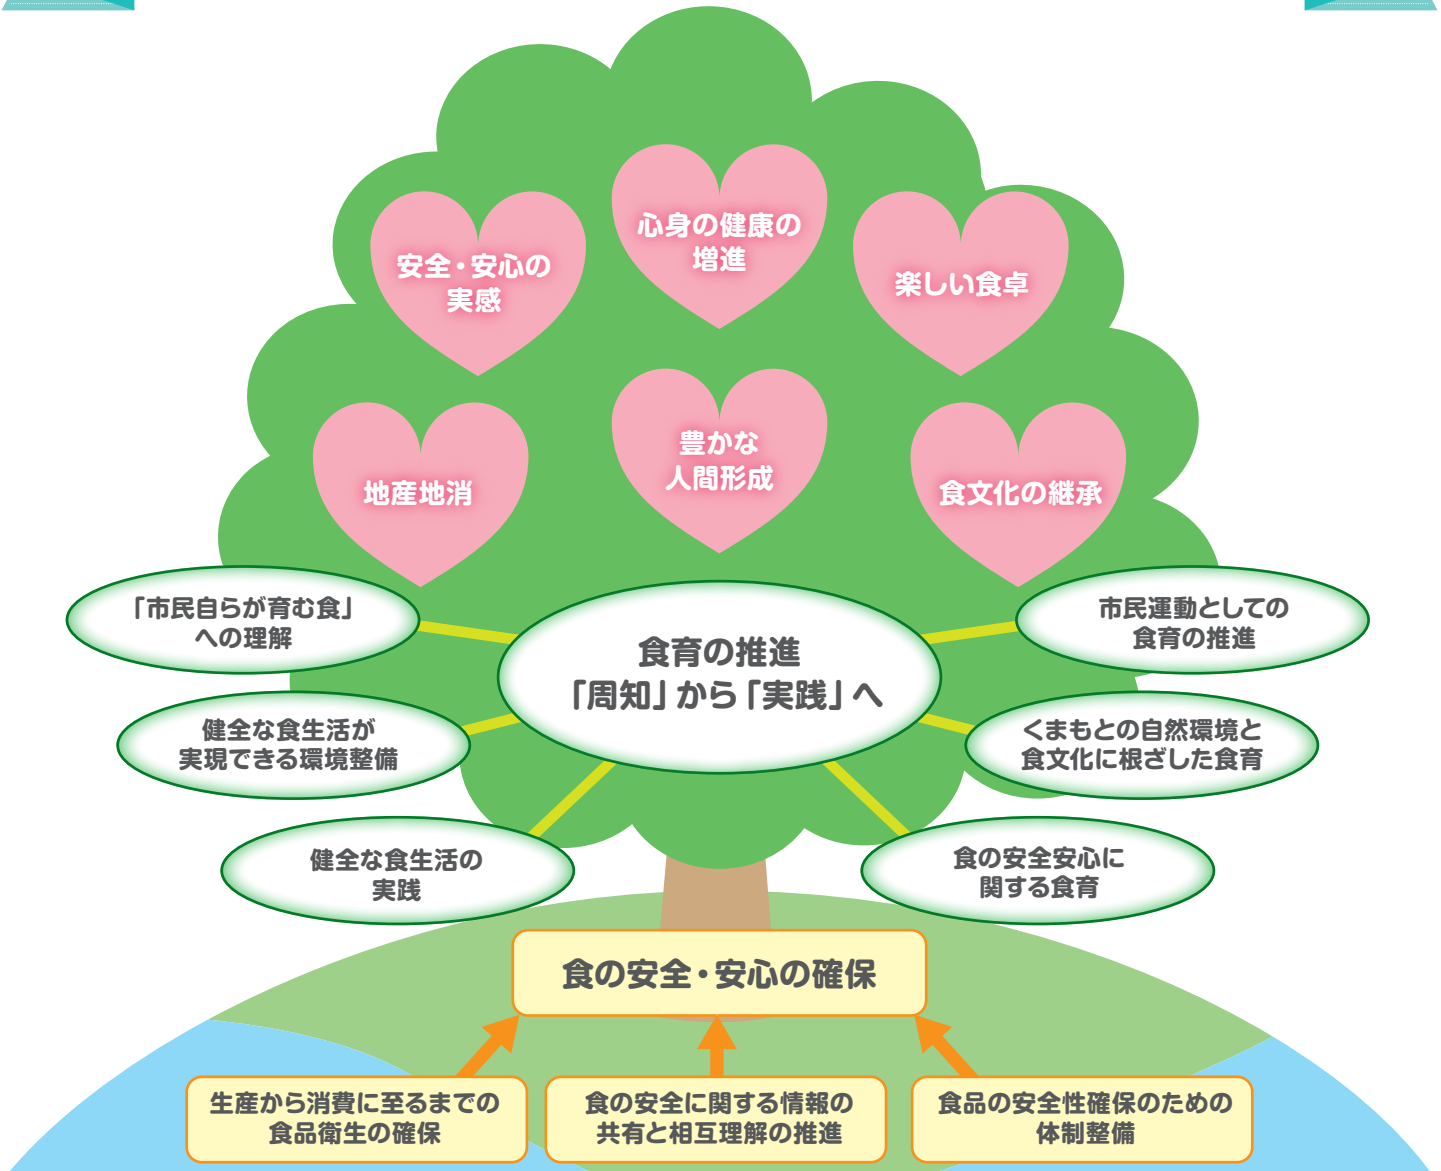 心身の健康の
増進
安全・安心の
実感
楽しい食卓
地産地消
豊かな
人間形成
食文化の継承
「市民自らが育む食」
への理解
食育の推進
「周知」から「実践」へ
市民運動としての
食育の推進
健全な食生活が
実現できる環境整備
くまもとの自然環境と
食文化に根ざした食育
健全な食生活の
実践
食の安全安心に
関する食育
食の安全・安心の確保
生産から消費に至るまでの
食品衛生の確保
食の安全に関する情報の
共有と相互理解の推進
食品の安全性確保のための
体制整備